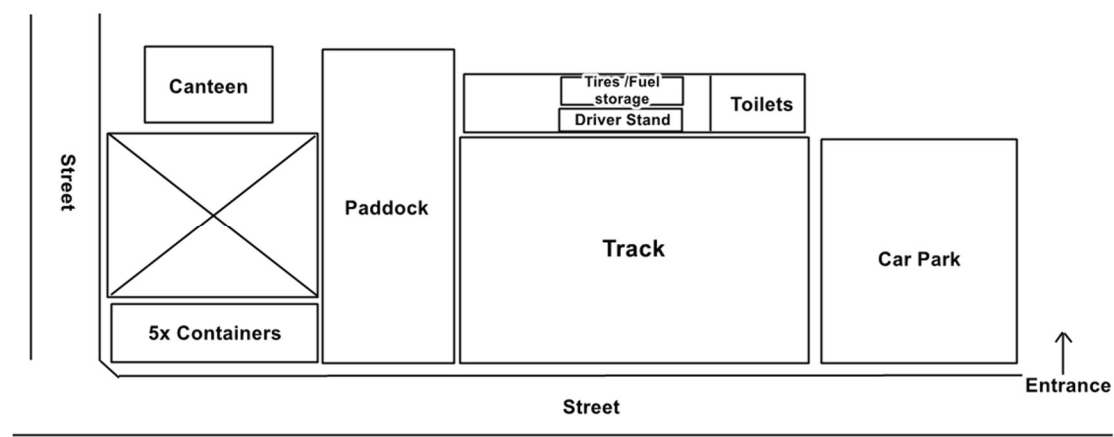 Canteen
Tires /Fuel
storage
Driver Stand
Toilets
Street
Paddock
Track
Car Park
5x Containers
Entrance
Street